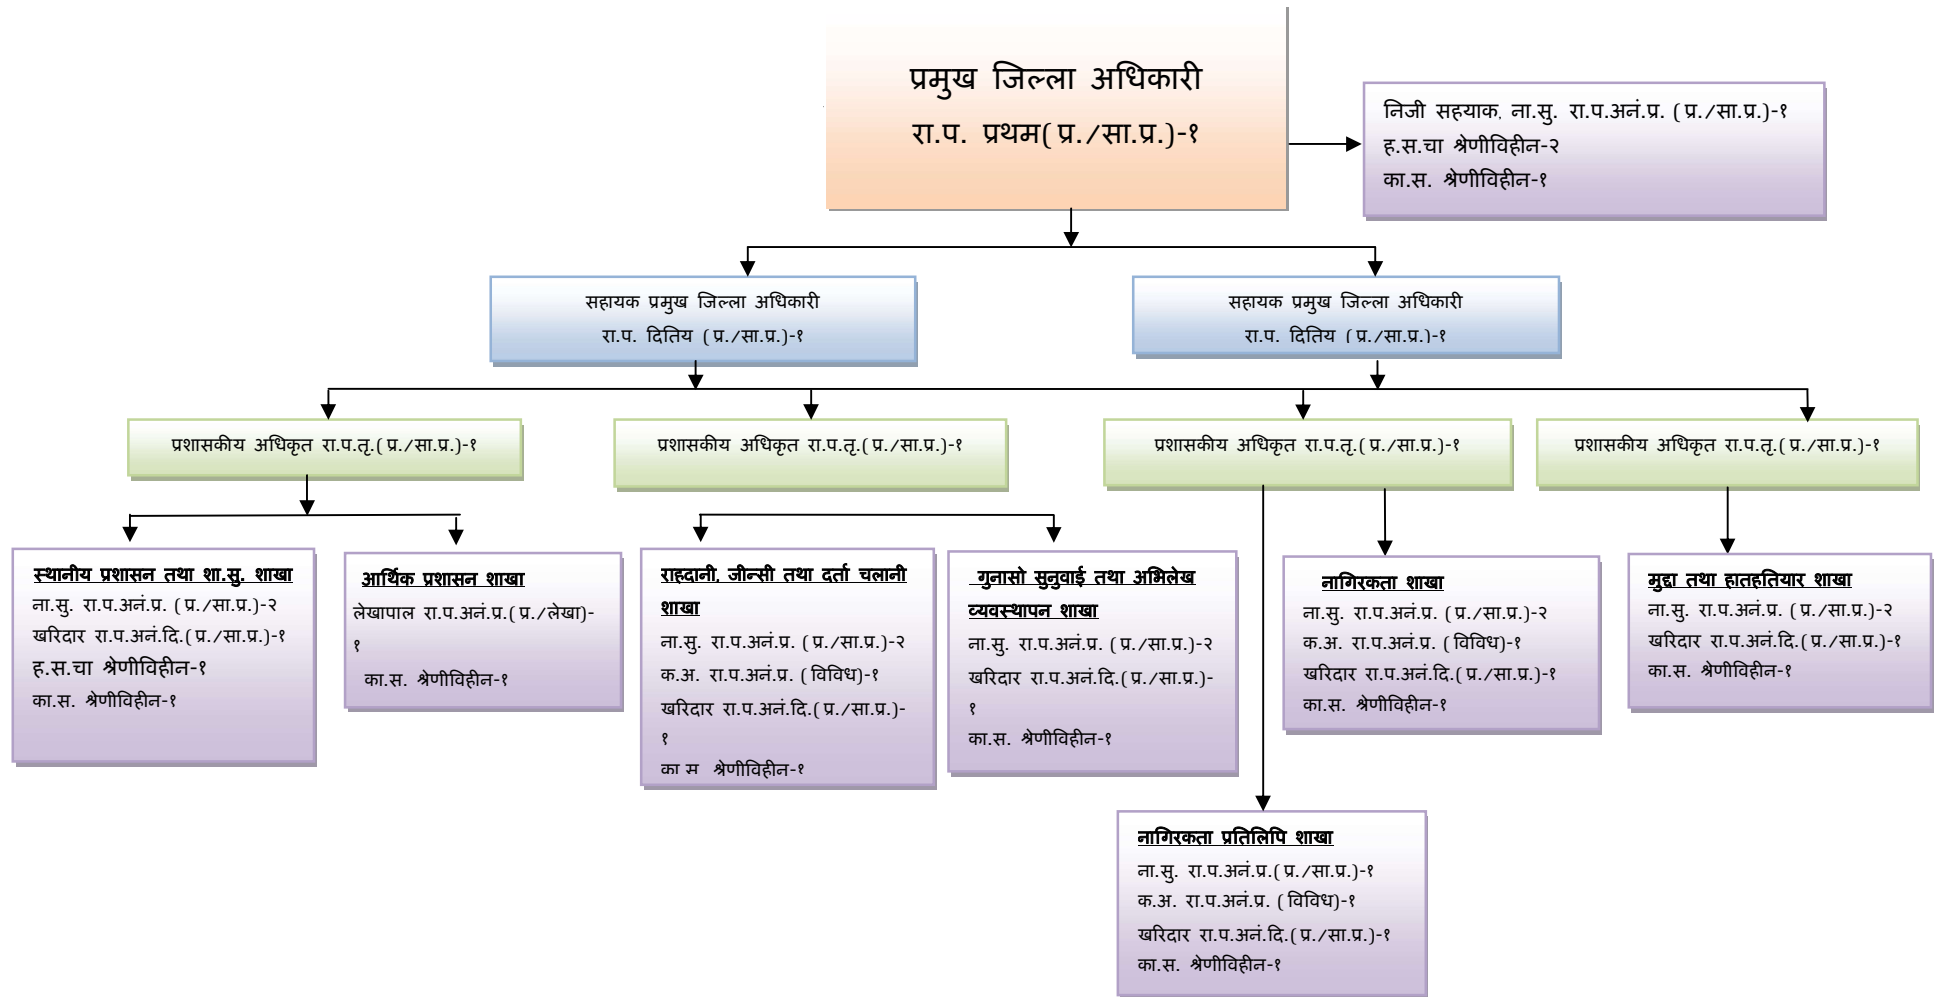 प्रमुख जिल्ला अधिकारी
रा.प. प्रथम(प्र./सा.प्र.)-१
निजी सहयाक, ना.सु. रा.प.अनं.प्र. (प्र./सा.प्र.)-१
ह.स.चा श्रेणीविहीन-२
का.स. श्रेणीविहीन-१
सहायक प्रमुख जिल्ला अधिकारी
रा.प. दितिय (प्र./सा.प्र.)-१
सहायक प्रमुख जिल्ला अधिकारी
रा.प. दितिय (प्र./सा.प्र.)-१
प्रशासकीय अधिकृत रा.प.तृ.(प्र./सा.प्र.)-१
प्रशासकीय अधिकृत रा.प.तृ.(प्र./सा.प्र.)-१
प्रशासकीय अधिकृत रा.प.तृ.(प्र./सा.प्र.)-१
प्रशासकीय अधिकृत रा.प.तृ.(प्र./सा.प्र.)-१
स्थानीय प्रशासन तथा शा.सु. शाखा
ना.सु. रा.प.अनं.प्र. (प्र./सा.प्र.)-२
खरिदार रा.प.अनं.दि.(प्र./सा.प्र.)-१
ह.स.चा श्रेणीविहीन-१
का.स. श्रेणीविहीन-१
आर्थिक प्रशासन शाखा
लेखापाल रा.प.अनं.प्र.(प्र./लेखा)-
१
का.स. श्रेणीविहीन-१
राहदानी, जीन्सी तथा दर्ता चलानी
शाखा
ना.सु. रा.प.अनं.प्र. (प्र./सा.प्र.)-२
क.अ. रा.प.अनं.प्र. (विविध)-१
खरिदार रा.प.अनं.दि.(प्र./सा.प्र.)-
१
का.स. श्रेणीविहीन-१
गुनासो सुनुवाई तथा अभिलेख
व्यवस्थापन शाखा
ना.सु. रा.प.अनं.प्र. (प्र./सा.प्र.)-२
खरिदार रा.प.अनं.दि.(प्र./सा.प्र.)-
१
का.स. श्रेणीविहीन-१
नागिरकता शाखा
ना.सु. रा.प.अनं.प्र. (प्र./सा.प्र.)-२
क.अ. रा.प.अनं.प्र. (विविध)-१
खरिदार रा.प.अनं.दि.(प्र./सा.प्र.)-१
का.स. श्रेणीविहीन-१
मुद्दा तथा हातहतियार शाखा
ना.सु. रा.प.अनं.प्र. (प्र./सा.प्र.)-२
खरिदार रा.प.अनं.दि.(प्र./सा.प्र.)-१
का.स. श्रेणीविहीन-१
नागिरकता प्रतिलिपि शाखा
ना.सु. रा.प.अनं.प्र.(प्र./सा.प्र.)-१
क.अ. रा.प.अनं.प्र. (विविध)-१
खरिदार रा.प.अनं.दि.(प्र./सा.प्र.)-१
का.स. श्रेणीविहीन-१